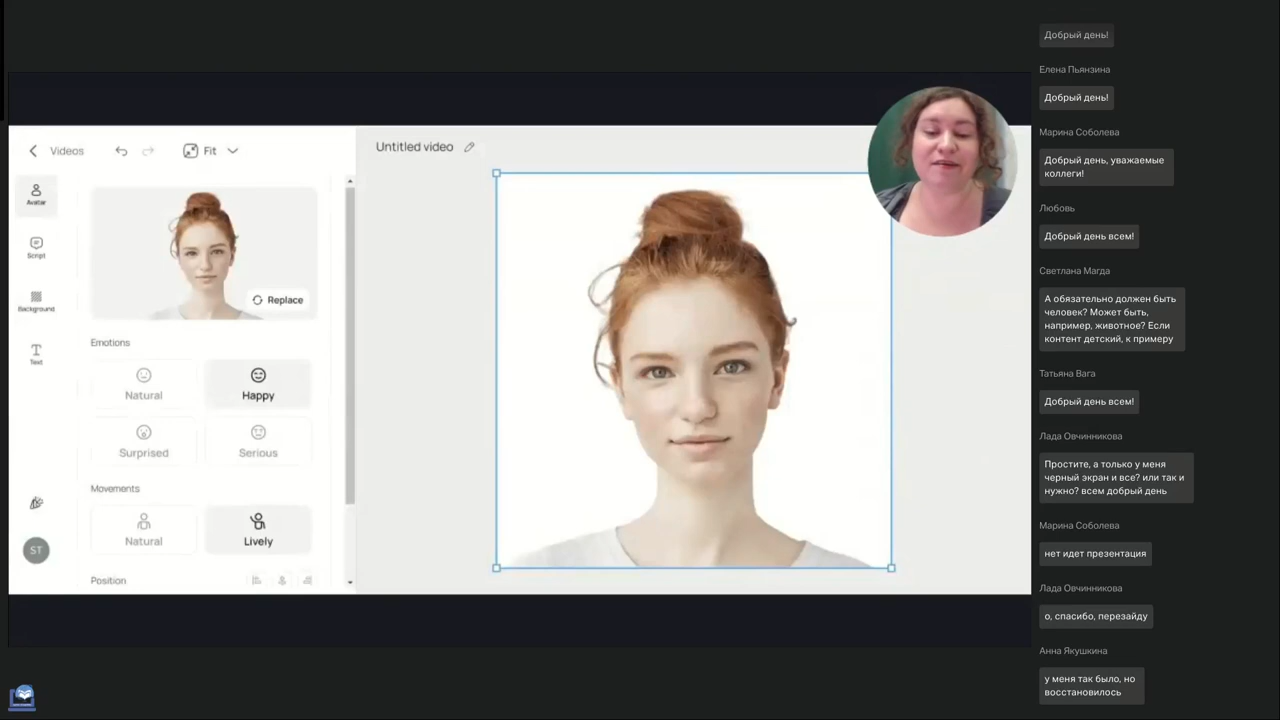 Videos
Fit
Untitled video
Avatar
Script
Background
Text
ST
Replace
Emotions
Natural
Happy
Surprised
Serious
Movements
Natural
Lively
Position
Добрый день!
Елена Пьянзина
Добрый день!
Марина Соболева
Добрый день, уважаемые
коллеги!
Любовь
Добрый день всем!
Светлана Магда
А обязательно должен быть
человек? Может быть,
например, животное? Если
контент детский, к примеру
Татьяна Вага
Добрый день всем!
Лада Овчинникова
Простите, а только у меня
черный экран и все? или так и
нужно? всем добрый день
Марина Соболева
нет идет презентация
Лада Овчинникова
о, спасибо, перезайду
Анна Якушкина
у меня так было, но
восстановилось